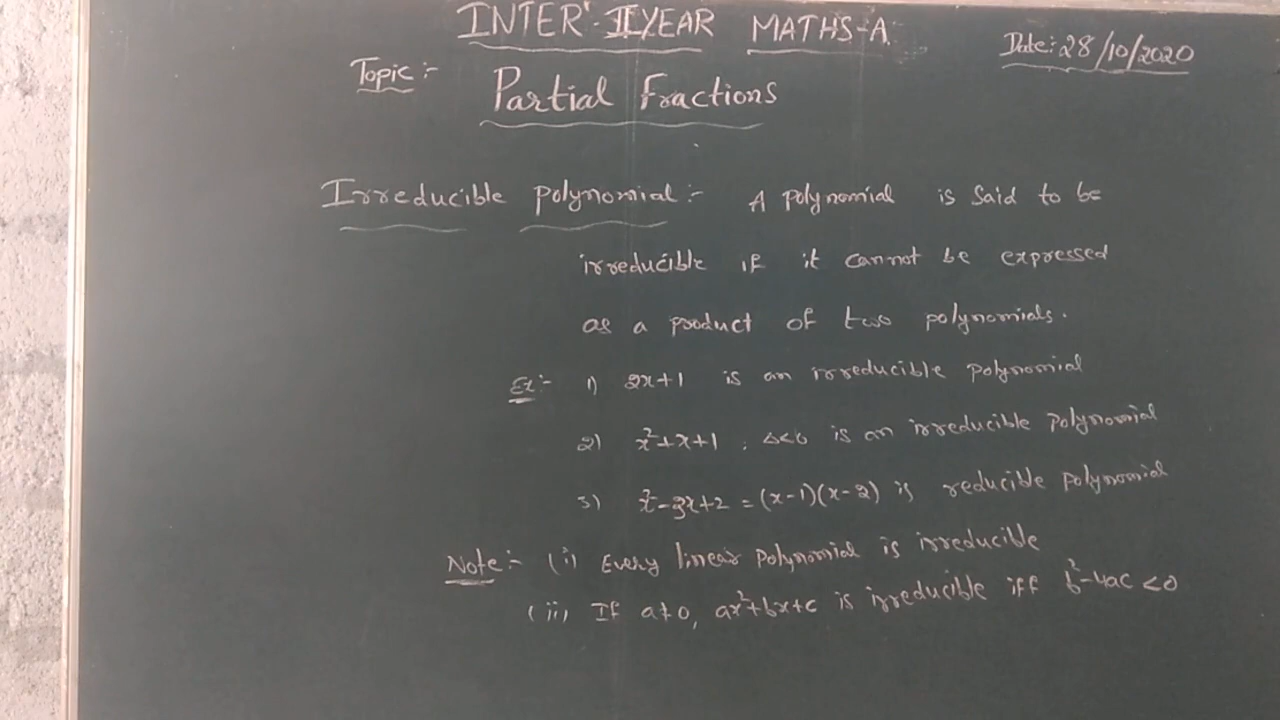 INTER - II YEAR MATHS-A
Date: 28/10/2020
Topic :-
Partial Fractions
Irreducible polynomial :- A polynomial is said to be
irreducible if it cannot be expressed
as a product of two polynomials.
Ex:- 1) 2x+1 is an irreducible polynomial
2) x²+x+1, Δ<0 is an irreducible polynomial
3) x²-3x+2 = (x-1)(x-2) is reducible polynomial
Note:- (i) Every linear polynomial is irreducible
(ii) If a≠0, ax²+bx+c is irreducible iff b²-4ac <0